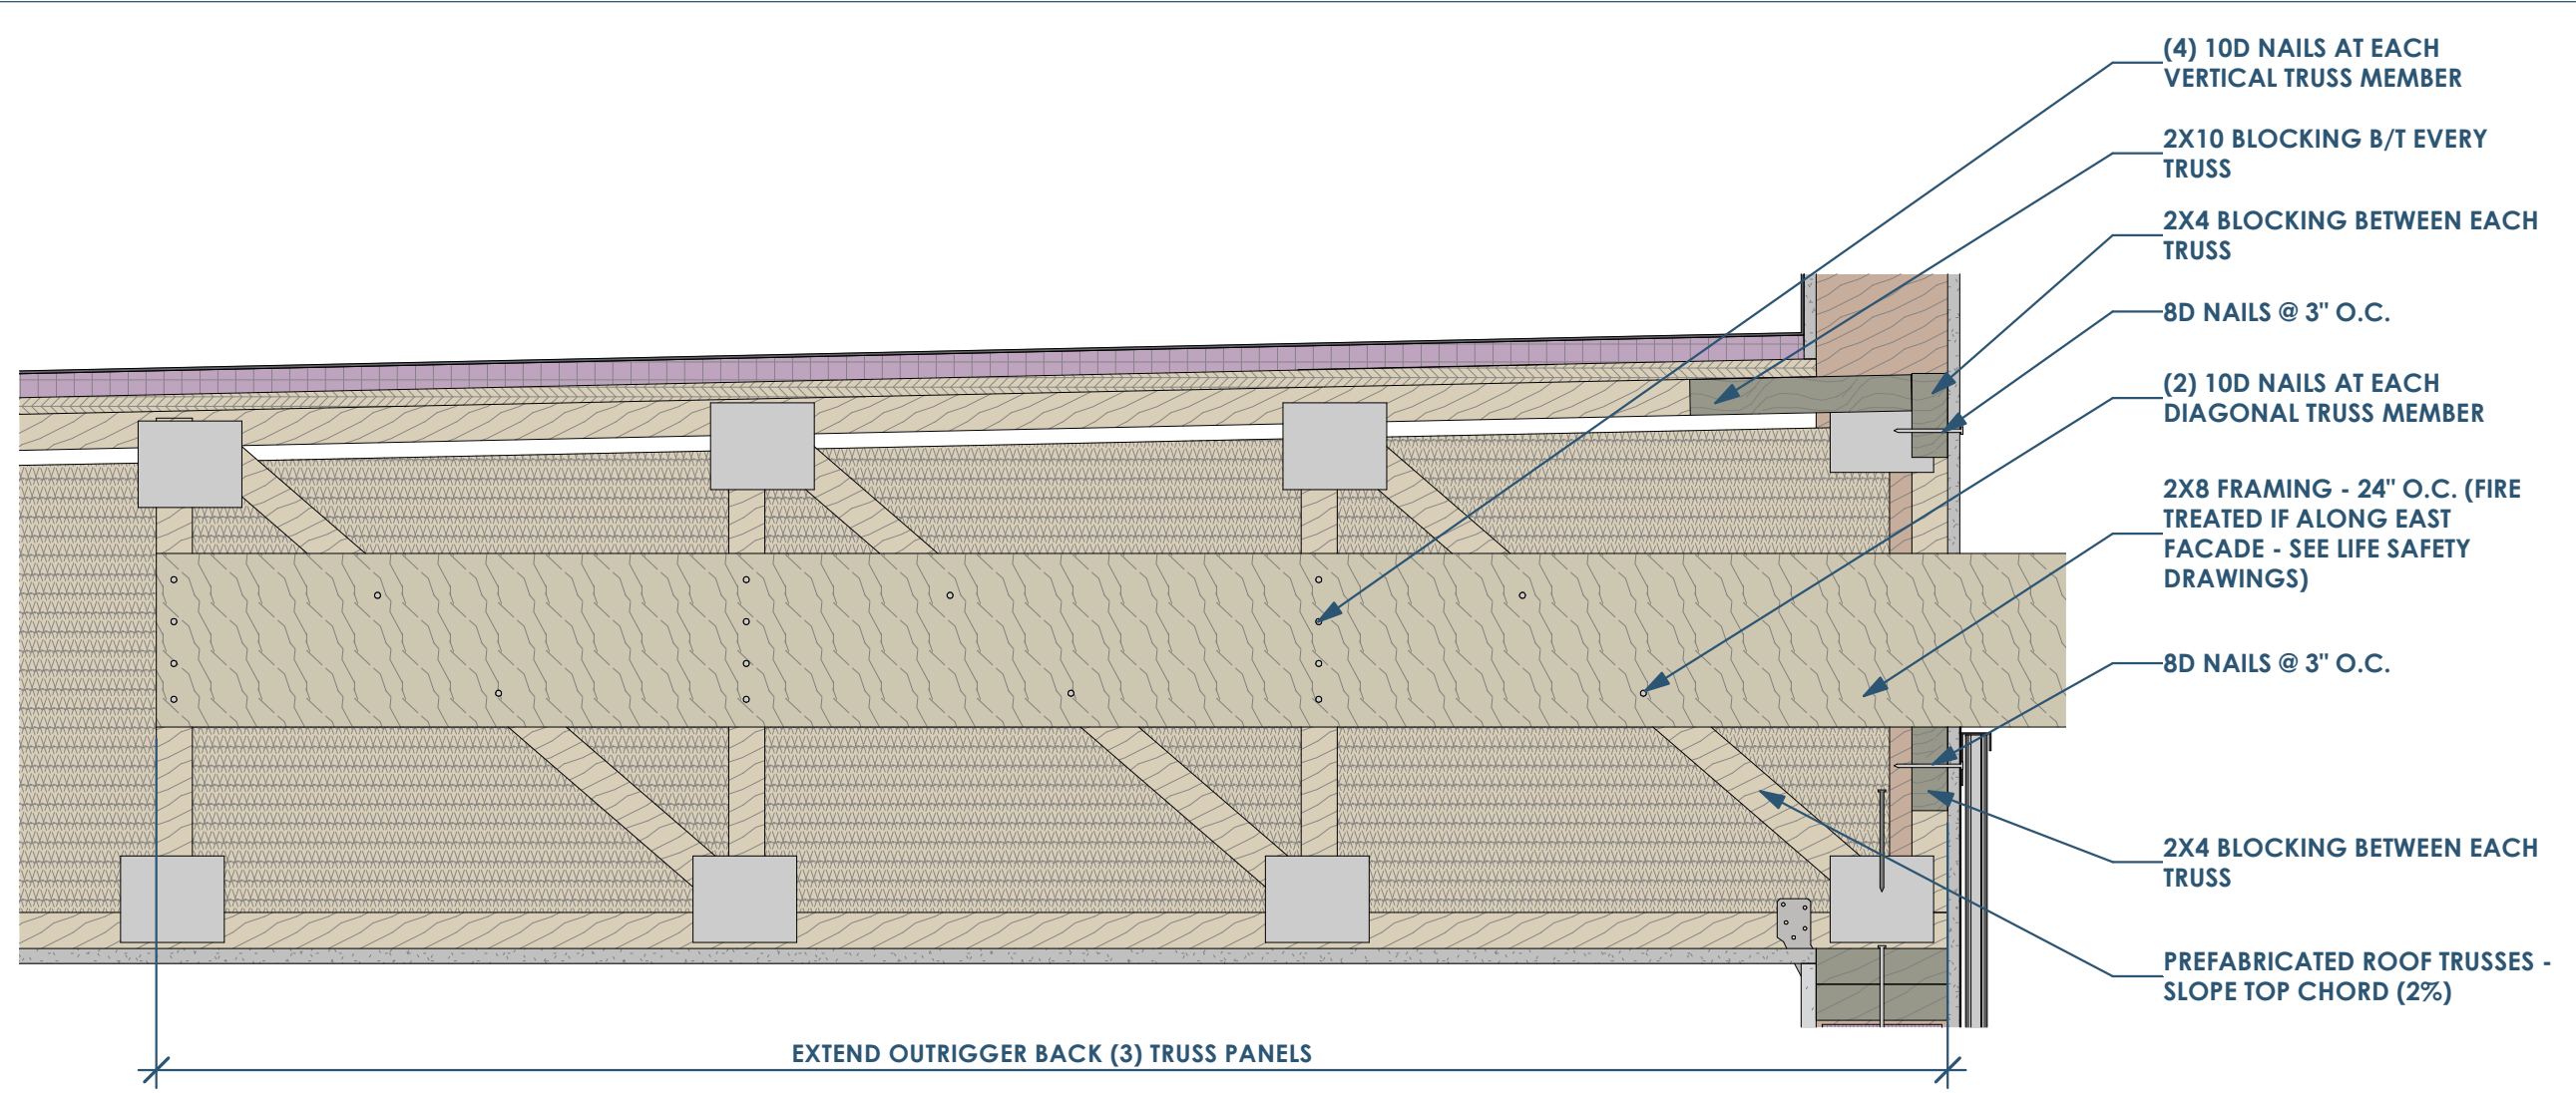 (4) 10D NAILS AT EACH
VERTICAL TRUSS MEMBER
2X10 BLOCKING B/T EVERY
TRUSS
2X4 BLOCKING BETWEEN EACH
TRUSS
8D NAILS @ 3" O.C.
(2) 10D NAILS AT EACH
DIAGONAL TRUSS MEMBER
2X8 FRAMING - 24" O.C. (FIRE
TREATED IF ALONG EAST
FACADE - SEE LIFE SAFETY
DRAWINGS)
8D NAILS @ 3" O.C.
2X4 BLOCKING BETWEEN EACH
TRUSS
PREFABRICATED ROOF TRUSSES -
SLOPE TOP CHORD (2%)
EXTEND OUTRIGGER BACK (3) TRUSS PANELS